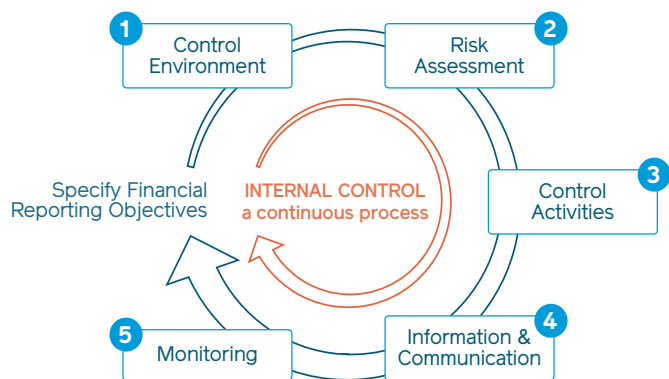 1
Control
Environment
2
Risk
Assessment
3
Control
Activities
4
Information &
Communication
5
Monitoring
Specify Financial
Reporting Objectives
INTERNAL CONTROL
a continuous process